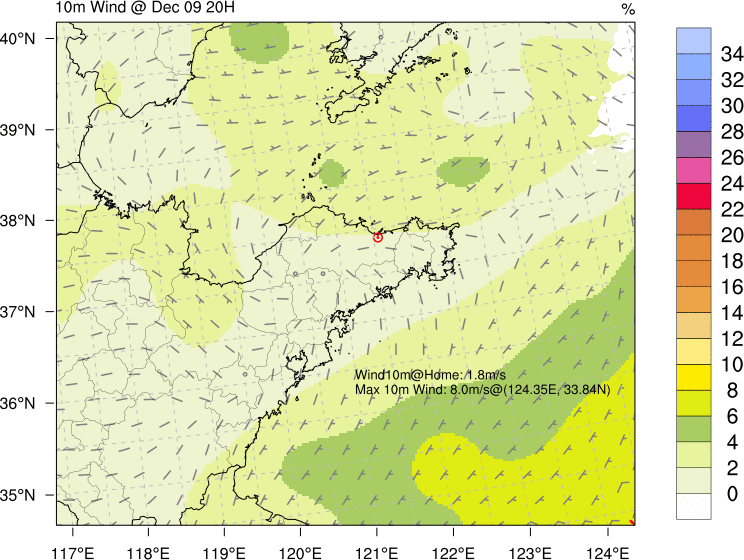 10m Wind @ Dec 09 20H
%
40°N
39°N
38°N
37°N
36°N
35°N
117°E
118°E
119°E
120°E
121°E
122°E
123°E
124°E
Wind10m@Home: 1.8m/s
Max 10m Wind: 8.0m/s@(124.35E, 33.84N)
34
32
30
28
26
24
22
20
18
16
14
12
10
8
6
4
2
0